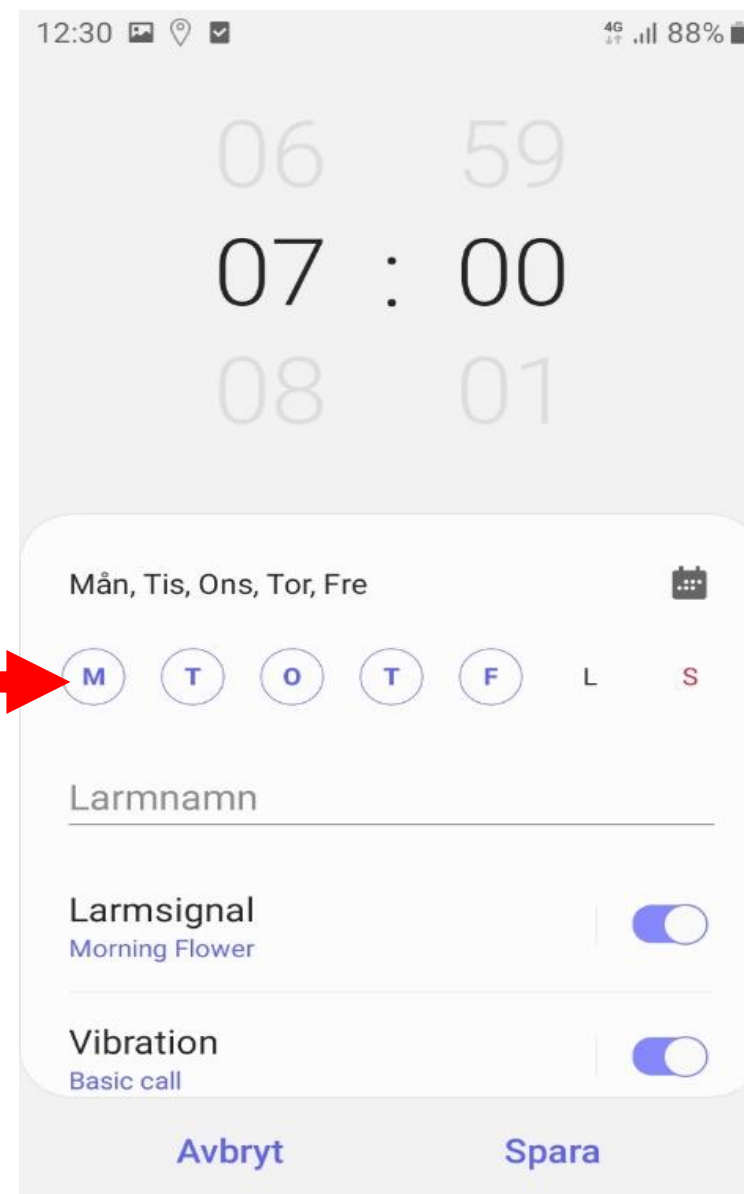 12:30 4G 88%
06 59
07 : 00
08 01
Mån, Tis, Ons, Tor, Fre
M T O T F L S
Larmnamn
Larmsignal
Morning Flower
Vibration
Basic call
Avbryt Spara